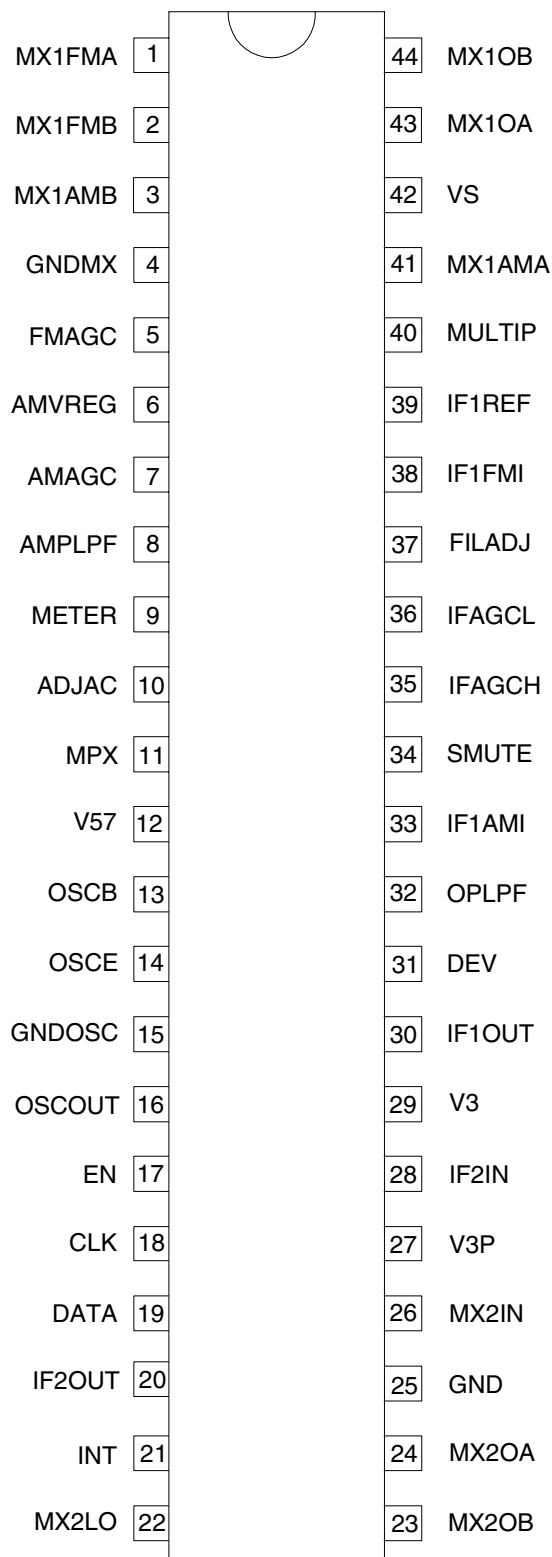 MX1FMA 1 44 MX1OB
MX1FMB 2 43 MX1OA
MX1AMB 3 42 VS
GNDMX 4 41 MX1AMA
FMAGC 5 40 MULTIP
AMVREG 6 39 IF1REF
AMAGC 7 38 IF1FMI
AMPLPF 8 37 FILADJ
METER 9 36 IFAGCL
ADJAC 10 35 IFAGCH
MPX 11 34 SMUTE
V57 12 33 IF1AMI
OSCB 13 32 OPLPF
OSCE 14 31 DEV
GNDOSC 15 30 IF1OUT
OSCOUT 16 29 V3
EN 17 28 IF2IN
CLK 18 27 V3P
DATA 19 26 MX2IN
IF2OUT 20 25 GND
INT 21 24 MX2OA
MX2LO 22 23 MX2OB